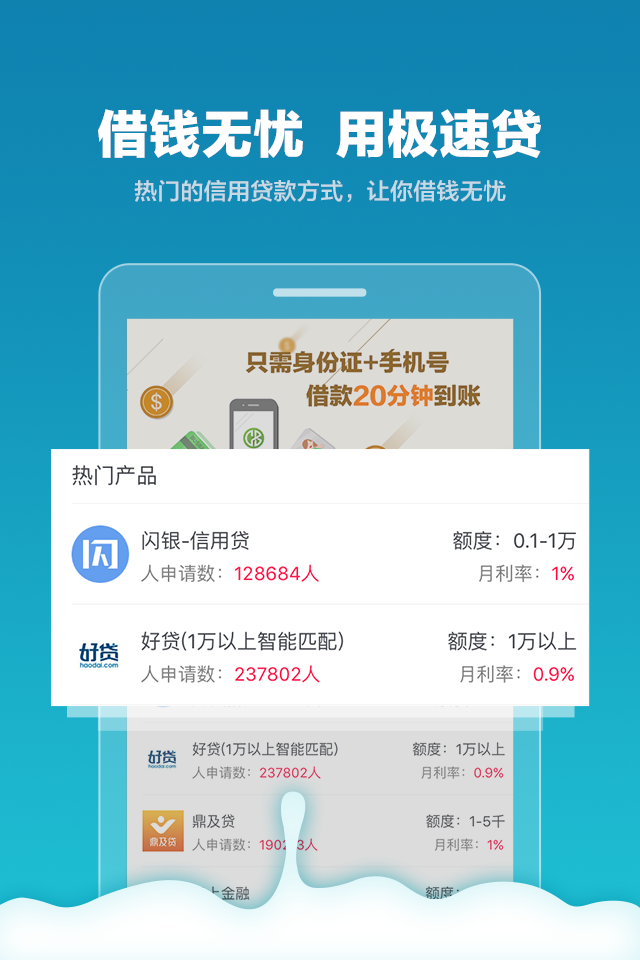 借钱无忧 用极速贷
热门的信用贷款方式，让你借钱无忧
只需身份证+手机号
借款20分钟到账
热门产品
闪
闪银-信用贷 额度：0.1-1万
人申请数：128684人 月利率：1%
好贷
haodai.com
好贷(1万以上智能匹配) 额度：1万以上
人申请数：237802人 月利率：0.9%
好贷
haodai.com
好贷(1万以上智能匹配) 额度：1万以上
人申请数：237802人 月利率：0.9%
鼎及贷
鼎及贷 额度：1-5千
人申请数：190 3人 月利率：1%
上金融 额度：